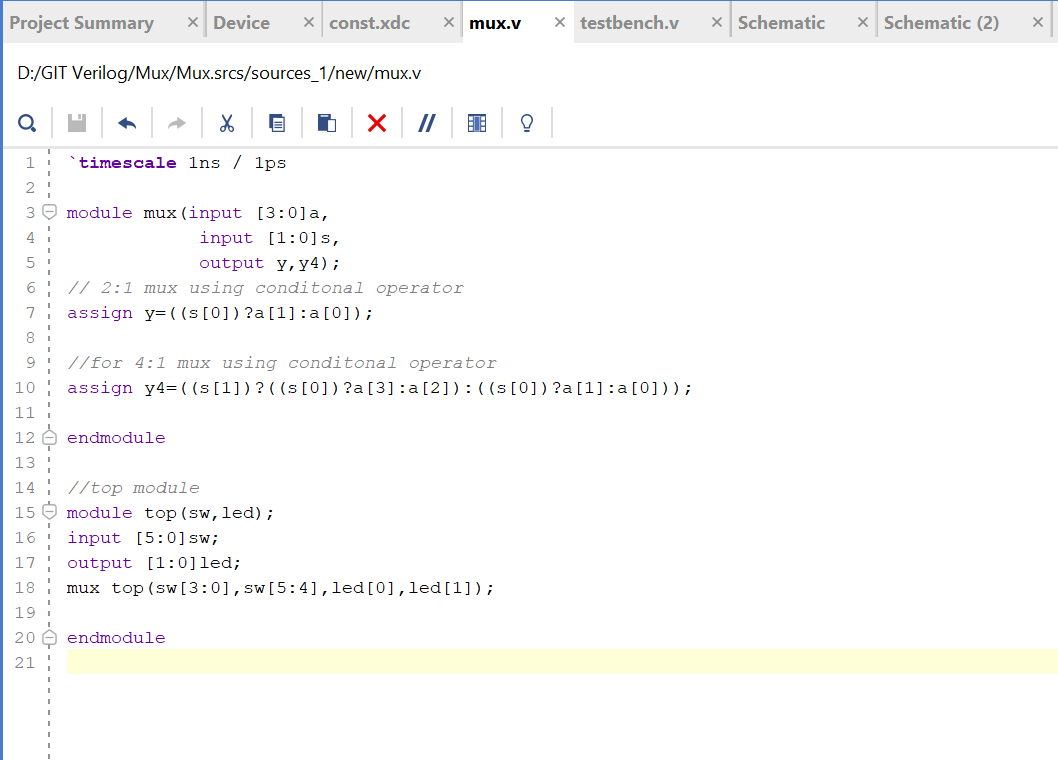 Project Summary × Device × const.xdc × mux.v × testbench.v × Schematic × Schematic (2) ×
D:/GIT Verilog/Mux/Mux.srcs/sources_1/new/mux.v
1 `timescale 1ns / 1ps
2
3 module mux(input [3:0]a,
4 input [1:0]s,
5 output y,y4);
6 // 2:1 mux using conditonal operator
7 assign y=((s[0])?a[1]:a[0]);
8
9 //for 4:1 mux using conditonal operator
10 assign y4=((s[1])?((s[0])?a[3]:a[2]):((s[0])?a[1]:a[0]));
11
12 endmodule
13
14 //top module
15 module top(sw,led);
16 input [5:0]sw;
17 output [1:0]led;
18 mux top(sw[3:0],sw[5:4],led[0],led[1]);
19
20 endmodule
21